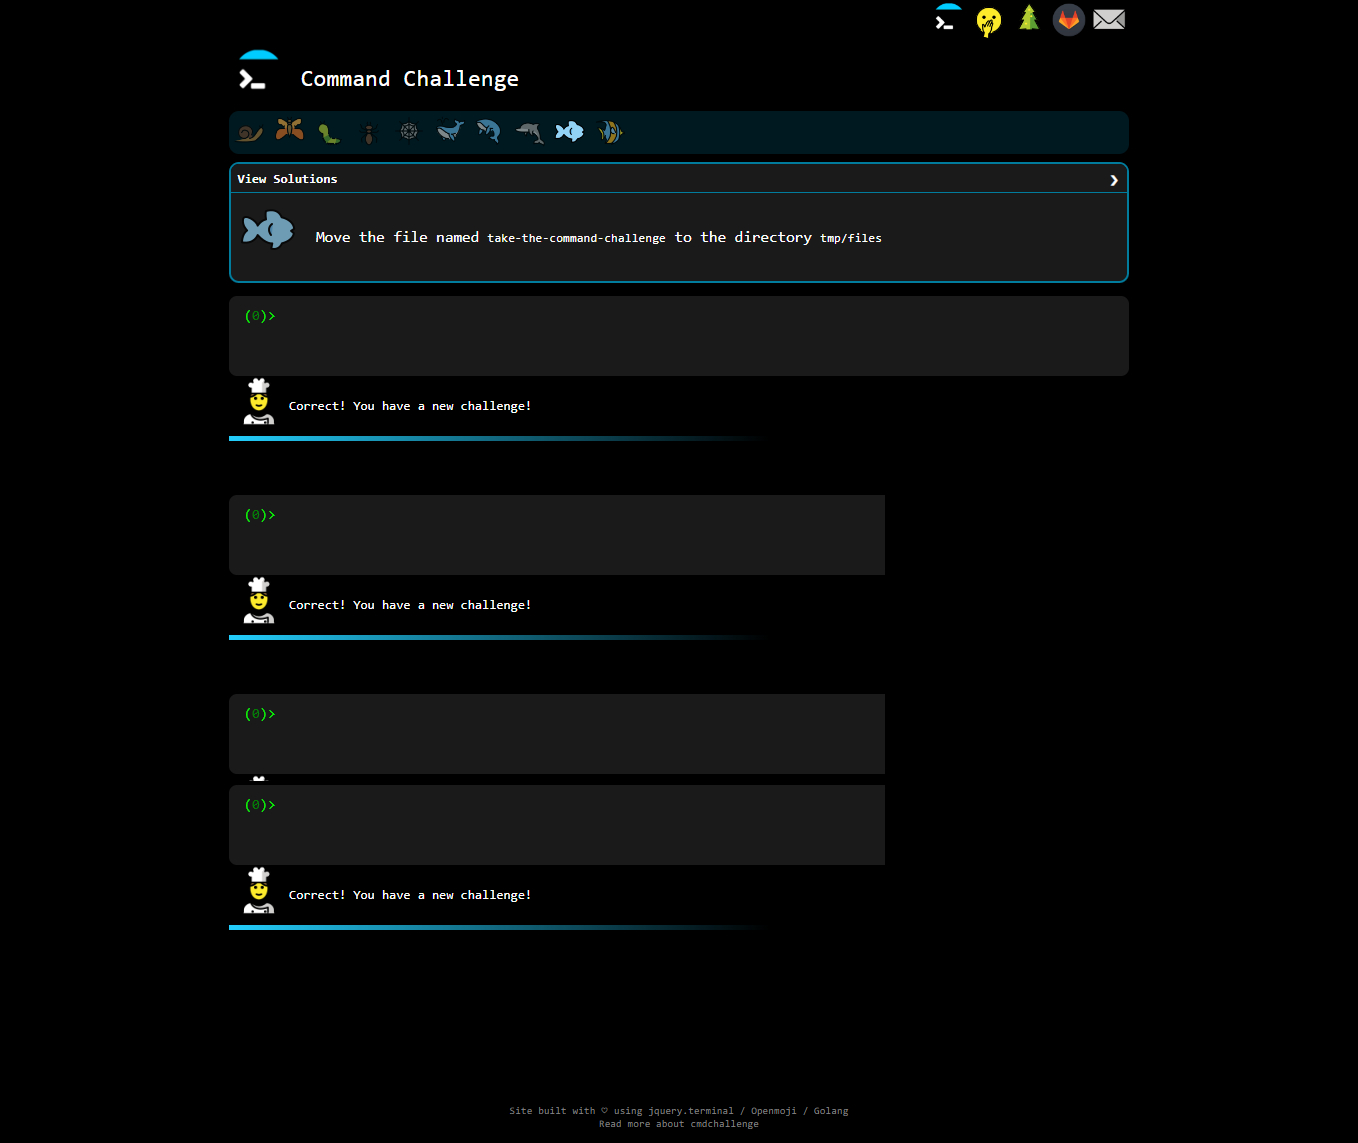 Command Challenge
View Solutions
Move the file named take-the-command-challenge to the directory tmp/files
(0)>
Correct! You have a new challenge!
(0)>
Correct! You have a new challenge!
(0)>
(0)>
Correct! You have a new challenge!
Site built with ♡ using jquery.terminal / Openmoji / Golang
Read more about cmdchallenge